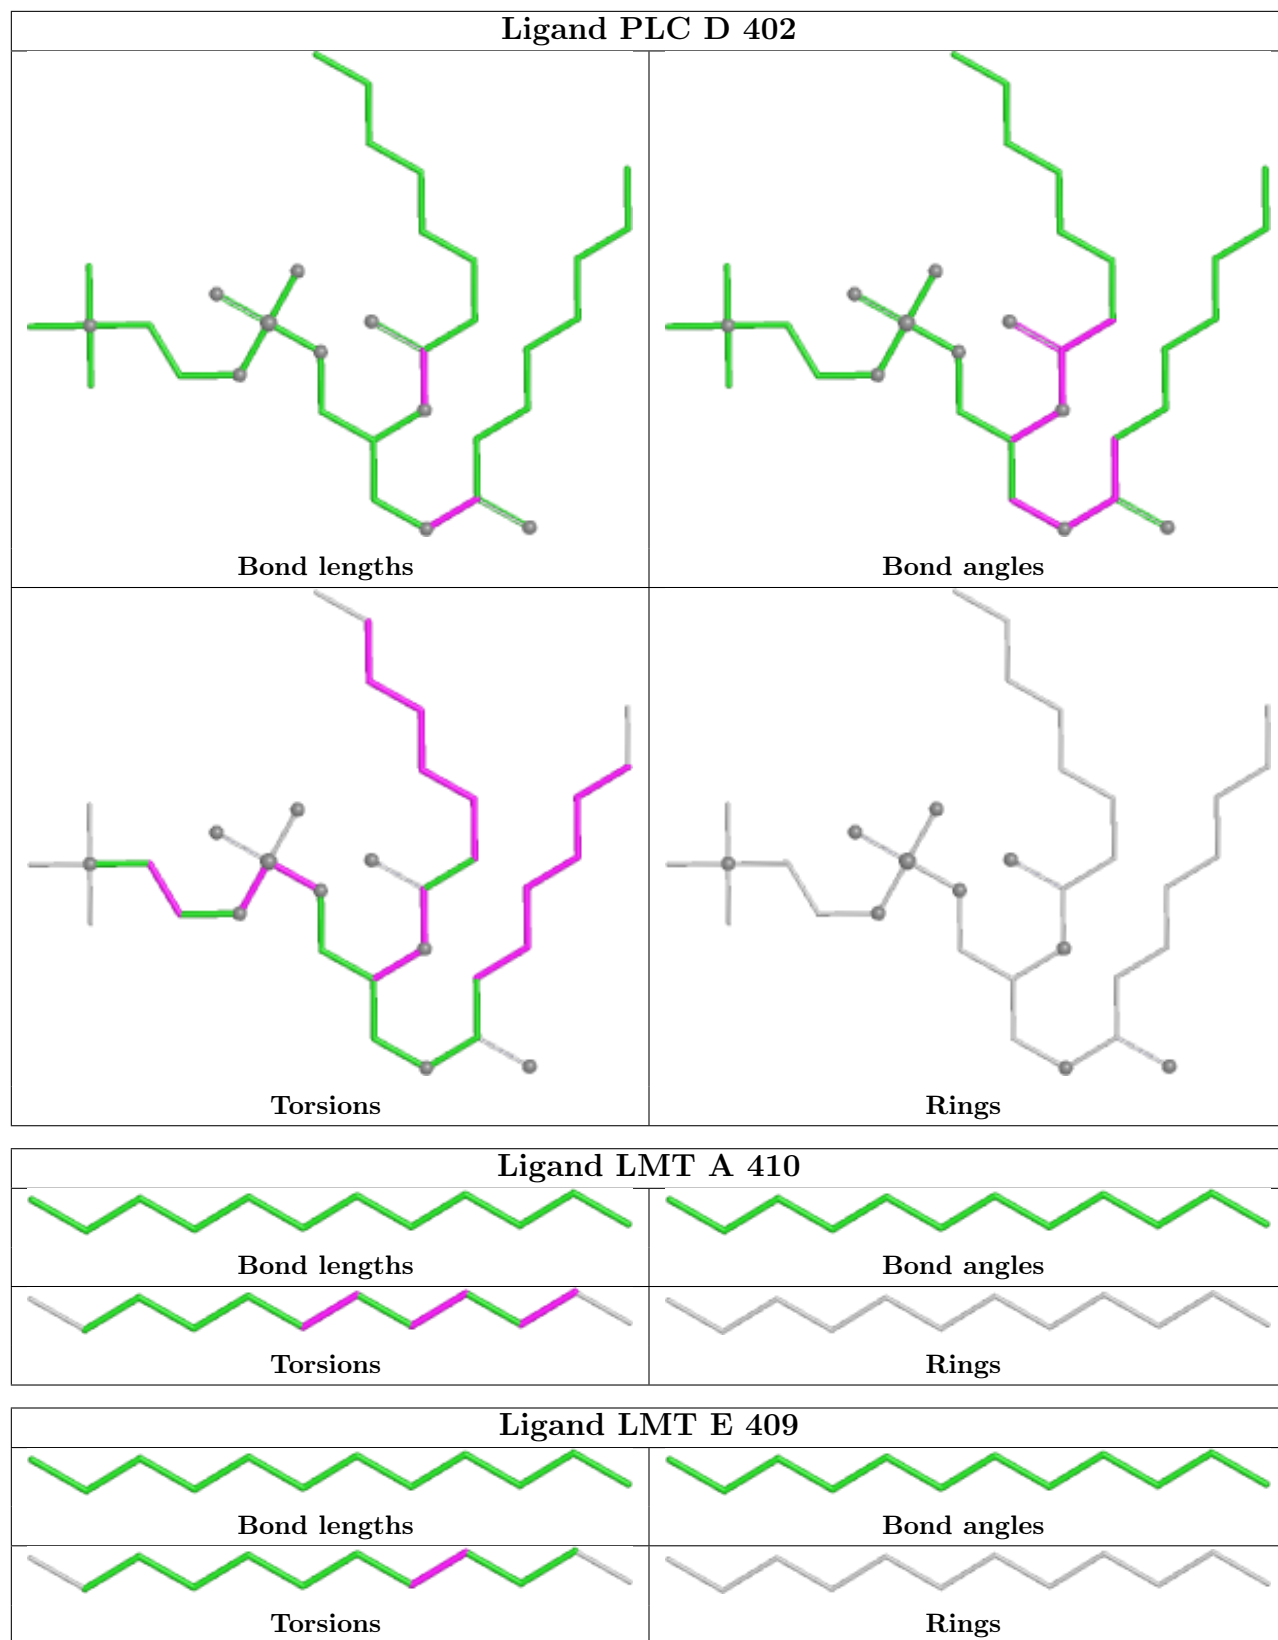 Ligand PLC D 402
Bond lengths
Bond angles
Torsions
Rings
Ligand LMT A 410
Bond lengths
Bond angles
Torsions
Rings
Ligand LMT E 409
Bond lengths
Bond angles
Torsions
Rings